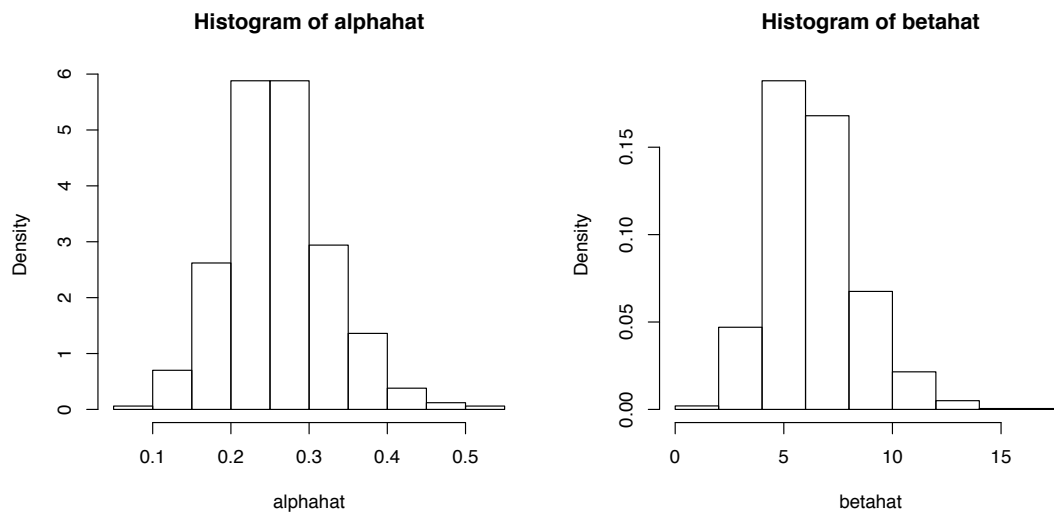 Histogram of alphahat
Density
0 1 2 3 4 5 6
0.1 0.2 0.3 0.4 0.5
alphahat
Histogram of betahat
Density
0.00 0.05 0.10 0.15
0 5 10 15
betahat